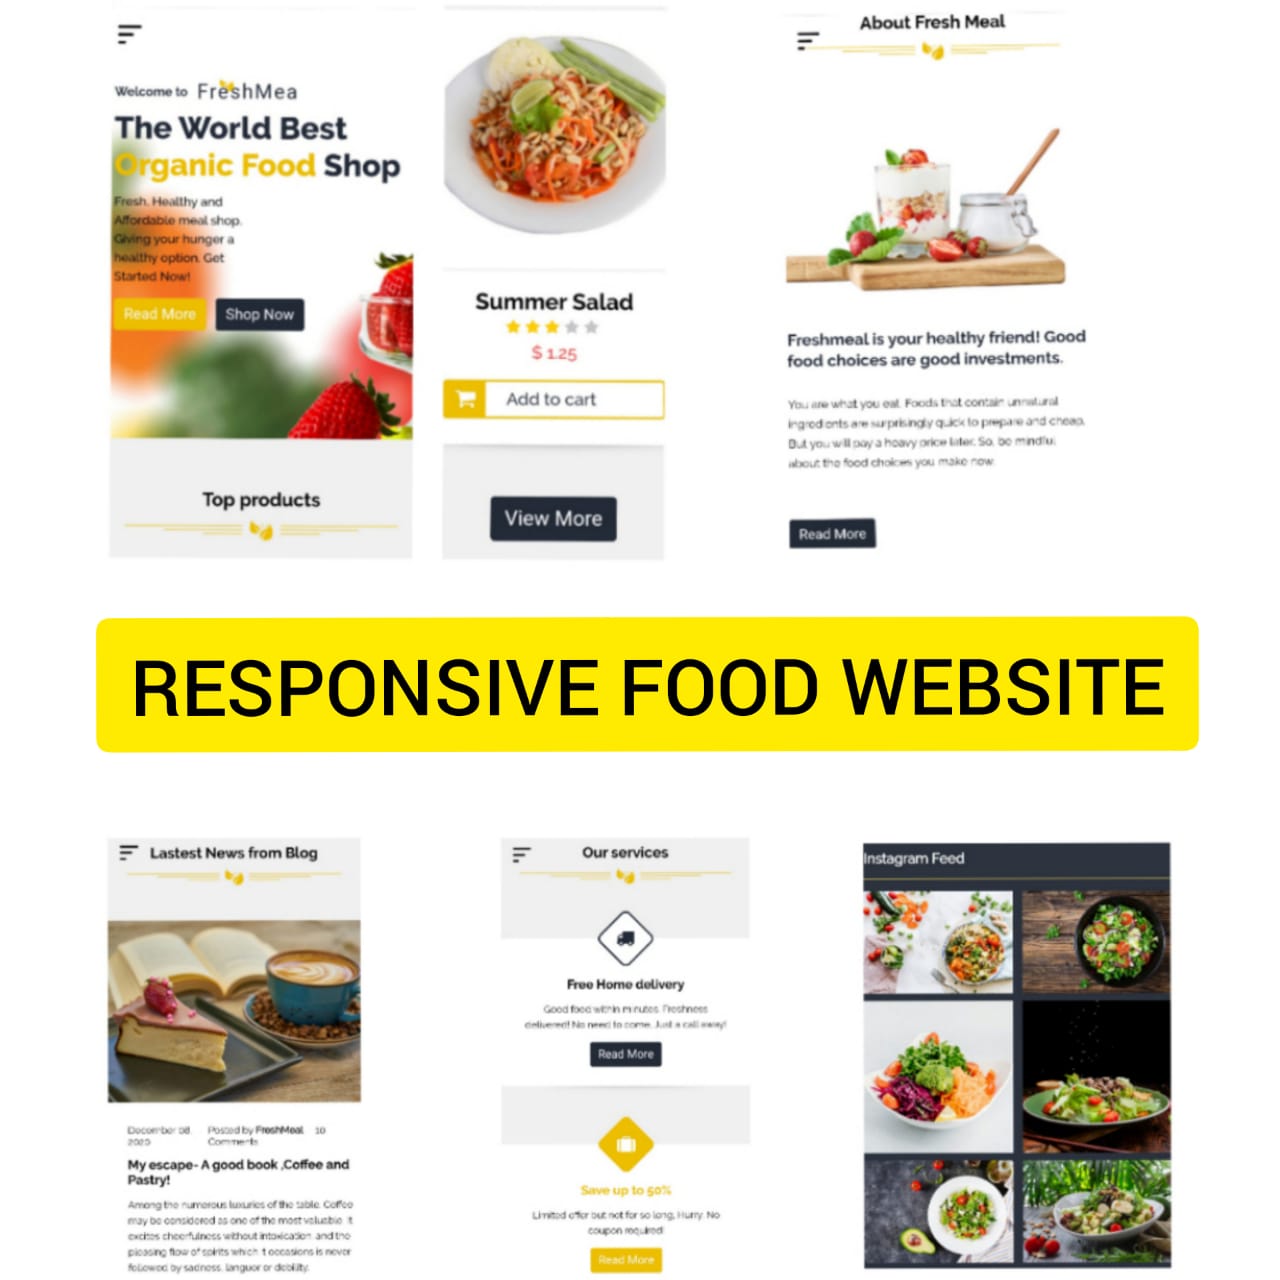 Welcome to FreshMea
The World Best
Organic Food Shop
Fresh. Healthy and
Affordable meal shop.
Giving your hunger a
healthy option. Get
Started Now!
Read More
Shop Now
Top products
Summer Salad
$ 1.25
Add to cart
View More
About Fresh Meal
Freshmeal is your healthy friend! Good
food choices are good investments.
You are what you eat. Foods that contain unnatural
ingredients are surprisingly quick to prepare and cheap.
But you will pay a heavy price later. So, be mindful
about the food choices you make now.
Read More
RESPONSIVE FOOD WEBSITE
Lastest News from Blog
December 08, 2020
Posted by FreshMeal
10 Comments
My escape- A good book ,Coffee and
Pastry!
Among the numerous luxuries of the table. Coffee
may be considered as one of the most valuable. It
excites cheerfulness without intoxication. and the
pleasing flow of spirits which it occasions is never
followed by sadness, languor or debility.
Our services
Free Home delivery
Good food within minutes. Freshness
delivered! No need to come. Just a call away!
Read More
Save up to 50%
Limited offer but not for so long, Hurry. No
coupon required!
Read More
Instagram Feed